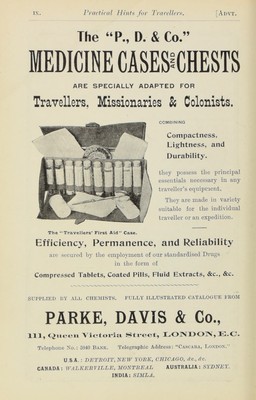 ix. Practical Hints for Travellers. [Advt.
The "P., D. & Co."
MEDICINE CASES AND CHESTS
ARE SPECIALLY ADAPTED FOR
Travellers, Missionaries & Colonists.
COMBINING
Compactness,
Lightness, and
Durability,
they possess the principal
essentials necessary in any
traveller's equipment.
They are made in variety
suitable for the individual
traveller or an expedition.
The "Travellers' First Aid" Case.
Efficiency, Permanence, and Reliability
are secured by the employment of our standardised Drugs
in the form of
Compressed Tablets, Coated Pills, Fluid Extracts, &c., &c.
SUPPLIED BY ALL CHEMISTS. FULLY ILLUSTRATED CATALOGUE FROM
PARKE, DAVIS & Co.,
111, Queen Victoria Street, LONDON, E.C.
Telephone No.: 5940 BANK. Telegraphic Address: "CASCARA, LONDON."
U.S.A.: DETROIT, NEW YORK, CHICAGO, &c., &c.
CANADA: WALKERVILLE, MONTREAL AUSTRALIA: SYDNEY.
INDIA: SIMLA.